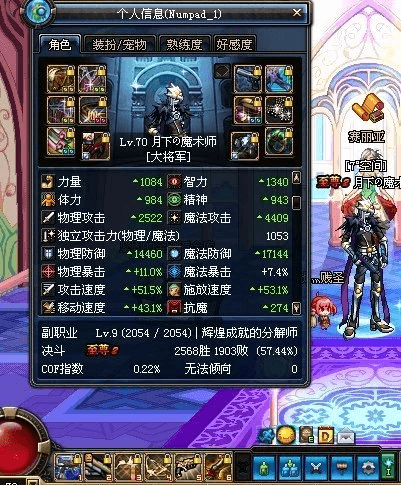 个人信息(Numpad_1)
角色 装扮/宠物 熟练度 好感度
Lv.70 月下の魔术师
[大将军]
力量 1084 智力 1340
体力 984 精神 943
物理攻击 2522 魔法攻击 4409
独立攻击力(物理/魔法) 1053
物理防御 14460 魔法防御 17144
物理暴击 +11.0% 魔法暴击 +7.4%
攻击速度 +51.5% 施放速度 +53.1%
移动速度 +43.1% 抗魔 274
副职业 Lv.9 (2054 / 2054) | 辉煌成就的分解师
决斗 至尊 2 2568胜 1903败 (57.44%)
COF指数 0.22% 无法倾向 0
赛丽亚
[7°空间]
至尊 2 月下の魔
m贱圣